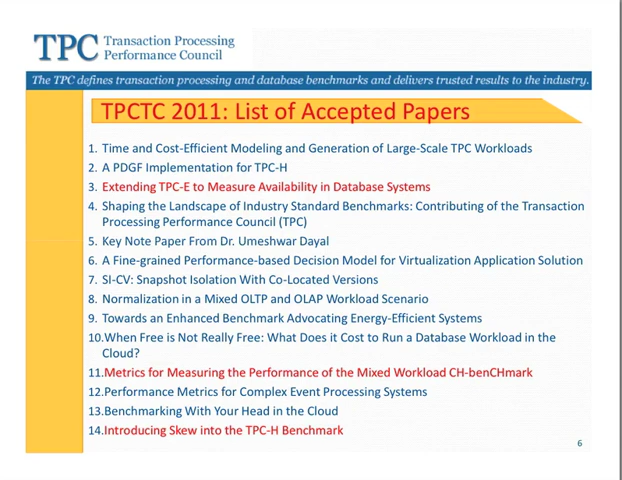 TPC Transaction Processing
Performance Council
The TPC defines transaction processing and database benchmarks and delivers trusted results to the industry.
TPCTC 2011: List of Accepted Papers
1. Time and Cost-Efficient Modeling and Generation of Large-Scale TPC Workloads
2. A PDGF Implementation for TPC-H
3. Extending TPC-E to Measure Availability in Database Systems
4. Shaping the Landscape of Industry Standard Benchmarks: Contributing of the Transaction
Processing Performance Council (TPC)
5. Key Note Paper From Dr. Umeshwar Dayal
6. A Fine-grained Performance-based Decision Model for Virtualization Application Solution
7. SI-CV: Snapshot Isolation With Co-Located Versions
8. Normalization in a Mixed OLTP and OLAP Workload Scenario
9. Towards an Enhanced Benchmark Advocating Energy-Efficient Systems
10.When Free is Not Really Free: What Does it Cost to Run a Database Workload in the
Cloud?
11.Metrics for Measuring the Performance of the Mixed Workload CH-benCHmark
12.Performance Metrics for Complex Event Processing Systems
13.Benchmarking With Your Head in the Cloud
14.Introducing Skew into the TPC-H Benchmark
6